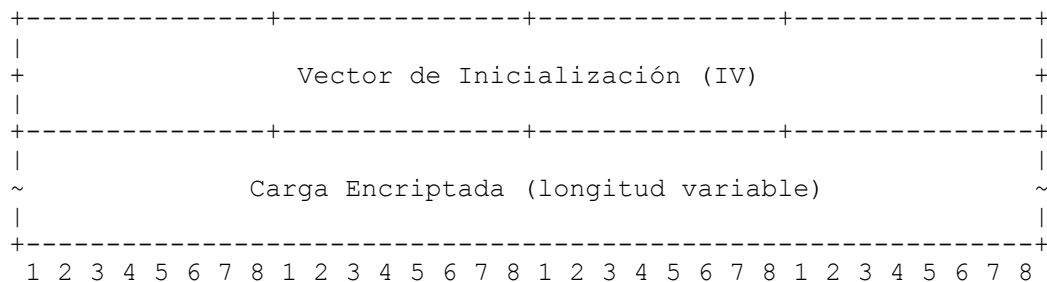 +---------------+---------------+---------------+---------------+
|                                                               |
+                 Vector de Inicialización (IV)                 +
|                                                               |
+---------------+---------------+---------------+---------------+
|                                                               |
~              Carga Encriptada (longitud variable)             ~
|                                                               |
+---------------------------------------------------------------+
1 2 3 4 5 6 7 8 1 2 3 4 5 6 7 8 1 2 3 4 5 6 7 8 1 2 3 4 5 6 7 8